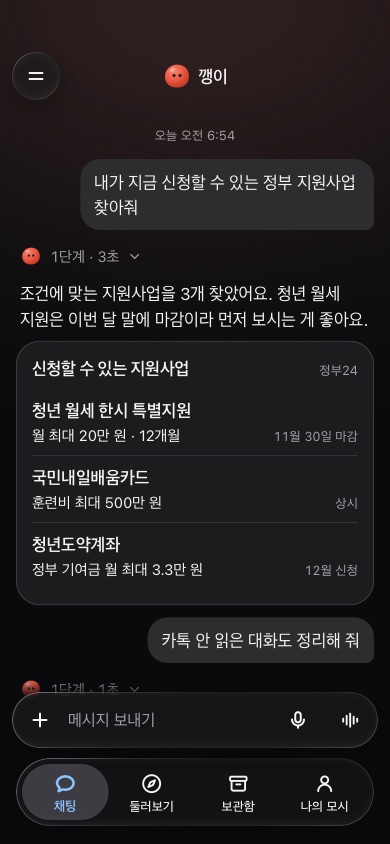 깽이
오늘 오전 6:54
내가 지금 신청할 수 있는 정부 지원사업
찾아줘
1단계 · 3초
조건에 맞는 지원사업을 3개 찾았어요. 청년 월세
지원은 이번 달 말에 마감이라 먼저 보시는 게 좋아요.
신청할 수 있는 지원사업 정부24
청년 월세 한시 특별지원
월 최대 20만 원 · 12개월 11월 30일 마감
국민내일배움카드
훈련비 최대 500만 원 상시
청년도약계좌
정부 기여금 월 최대 3.3만 원 12월 신청
카톡 안 읽은 대화도 정리해 줘
1단계 · 1초
메시지 보내기
채팅 둘러보기 보관함 나의 모시